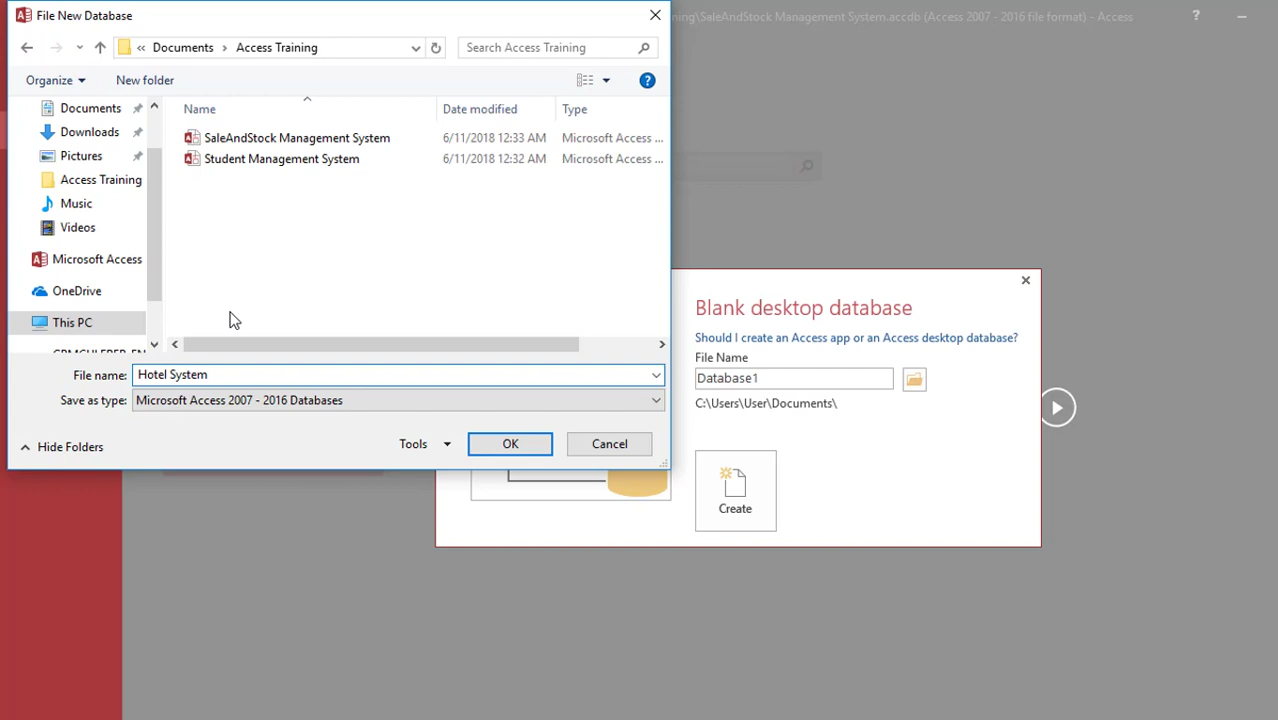 File New Database
ning\SaleAndStock Management System.accdb (Access 2007 - 2016 file format) - Access
?
« Documents › Access Training
Search Access Training
Organize
New folder
?
Documents
Downloads
Pictures
Access Training
Music
Videos
Microsoft Access
OneDrive
This PC
Name Date modified Type
SaleAndStock Management System 6/11/2018 12:33 AM Microsoft Access ...
Student Management System 6/11/2018 12:32 AM Microsoft Access ...
File name: Hotel System
Save as type: Microsoft Access 2007 - 2016 Databases
Hide Folders
Tools
OK
Cancel
Blank desktop database
Should I create an Access app or an Access desktop database?
File Name
Database1
C:\Users\User\Documents\
Create